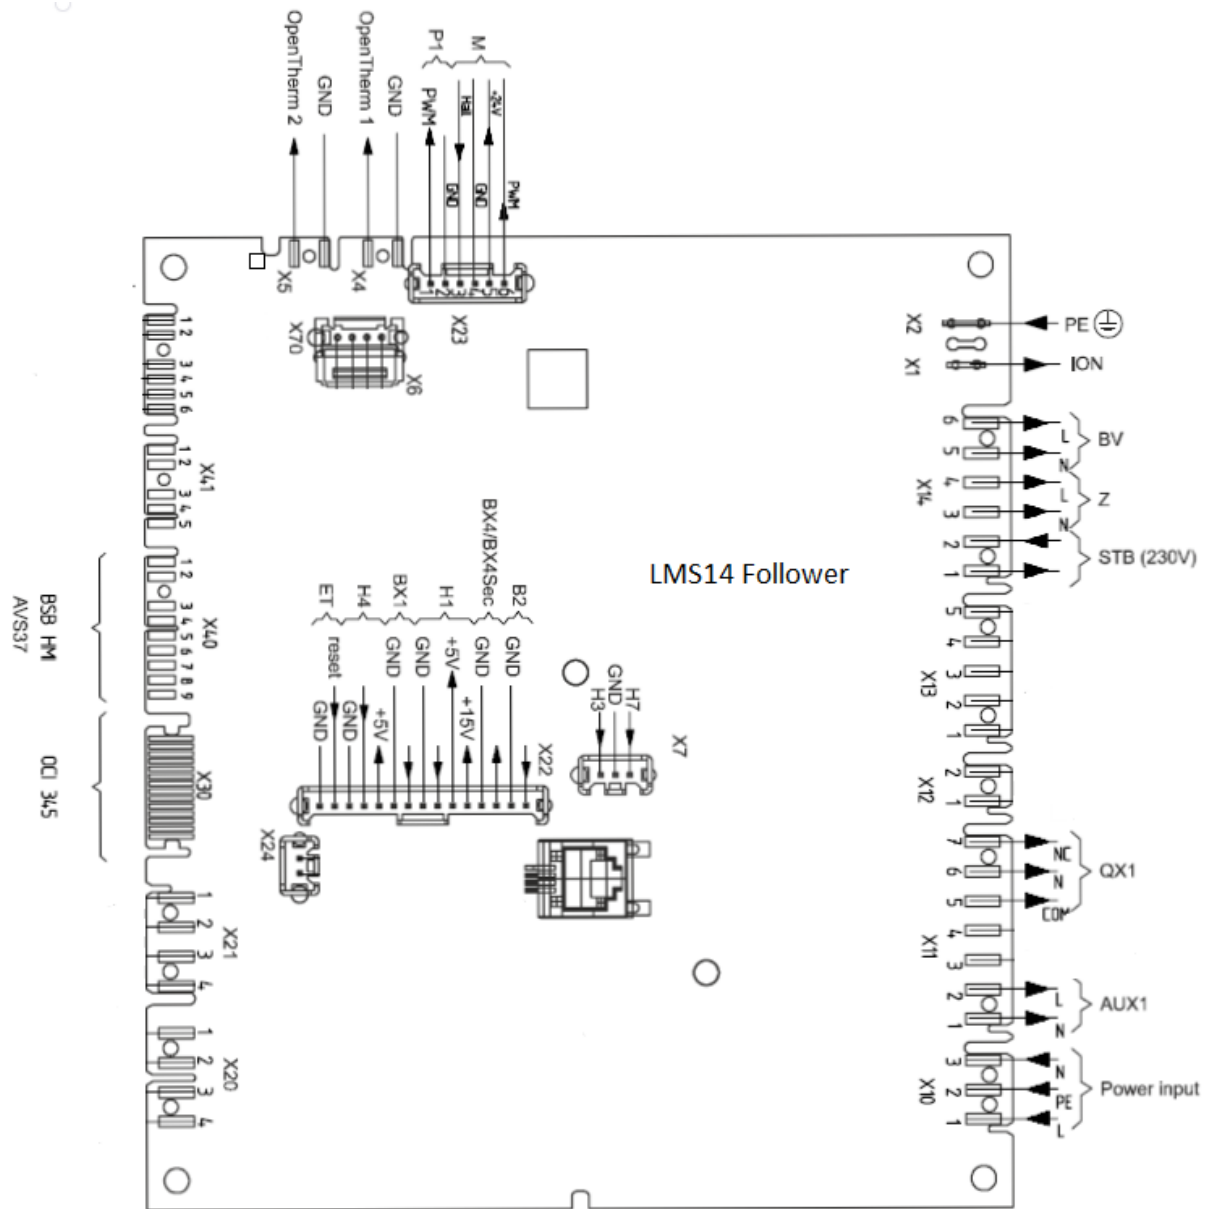 OpenTherm 2
GND
OpenTherm 1
GND
P1
M
PWM
Hall
+24V
GND
GND
PWM
X5
X4
1 2 3 4 5 6
X23
X70
X6
X2
PE
X1
ION
1
2
3
4
5
6
1
2
3
4
5
X41
1
2
3
4
5
6
7
8
9
X40
BSB HMI
AVS37
X30
OCI 345
1
2
3
4
X21
1
2
3
4
X20
LMS14 Follower
ET
H4
BX1
H1
BX4/BX4Sec
B2
reset
GND
GND
+5V
GND
GND
+5V
+15V
GND
GND
X22
X24
H3
GND
H7
X7
6
L
BV
5
N
4
L
Z
3
N
2
STB (230V)
1
X14
5
4
3
2
1
X13
2
1
X12
7
NC
6
N
QX1
5
COM
4
3
X11
2
L
AUX1
1
N
3
N
2
PE
Power input
1
L
X10